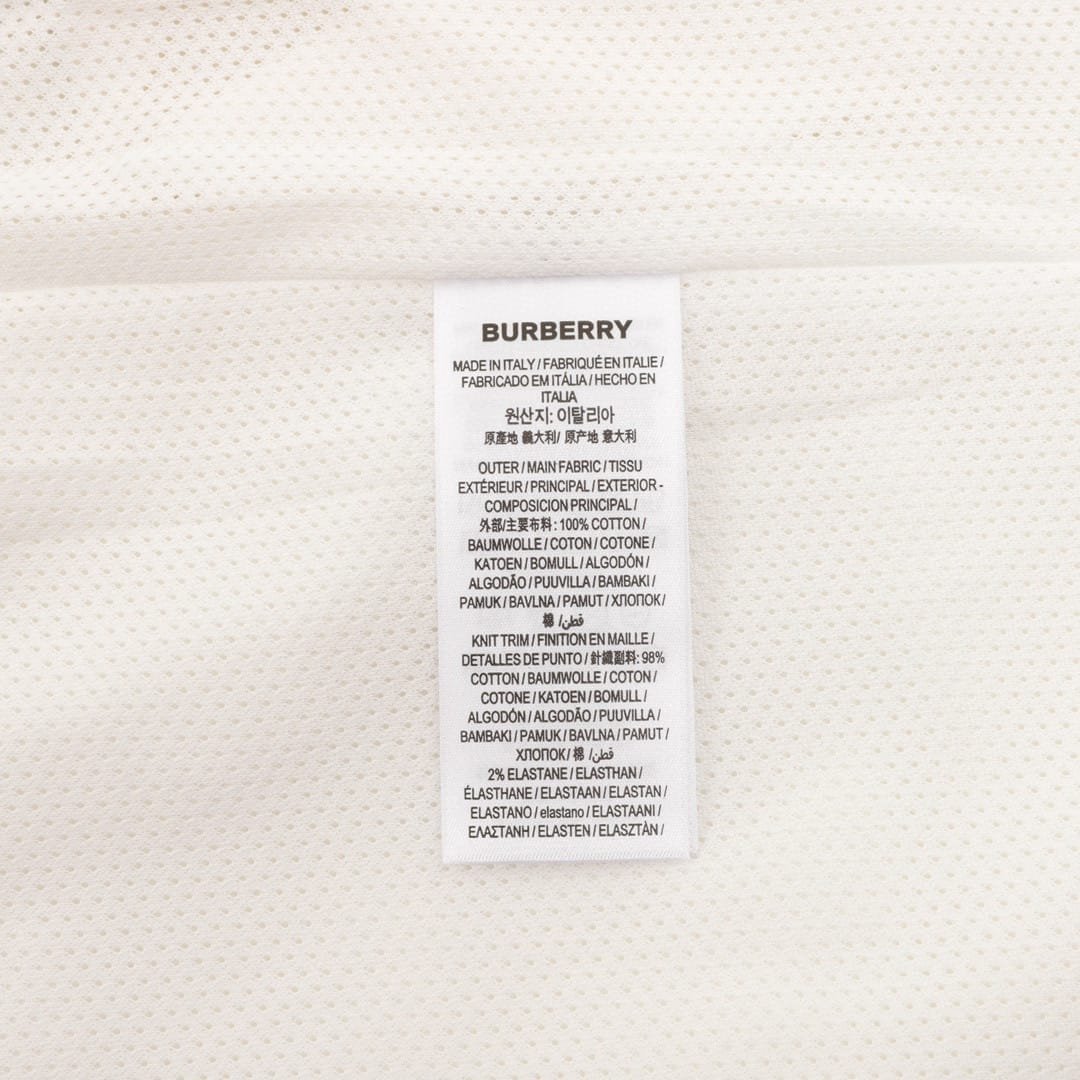 BURBERRY
MADE IN ITALY / FABRIQUÉ EN ITALIE /
FABRICADO EM ITÁLIA / HECHO EN
ITALIA
원산지: 이탈리아
原產地 義大利/ 原产地 意大利
OUTER / MAIN FABRIC / TISSU
EXTÉRIEUR / PRINCIPAL / EXTERIOR -
COMPOSICION PRINCIPAL /
外部/主要布料: 100% COTTON /
BAUMWOLLE / COTON / COTONE /
KATOEN / BOMULL / ALGODÓN /
ALGODÃO / PUUVILLA / BAMBAKI /
PAMUK / BAVLNA / PAMUT / ХЛОПОК /
棉 / قطن
KNIT TRIM / FINITION EN MAILLE /
DETALLES DE PUNTO / 針織副料: 98%
COTTON / BAUMWOLLE / COTON /
COTONE / KATOEN / BOMULL /
ALGODÓN / ALGODÃO / PUUVILLA /
BAMBAKI / PAMUK / BAVLNA / PAMUT /
ХЛОПОК / 棉 / قطن
2% ELASTANE / ELASTHAN /
ÉLASTHANE / ELASTAAN / ELASTAN /
ELASTANO / elastano / ELASTAANI /
ΕΛΑΣΤΑΝΗ / ELASTEN / ELASZTÀN /